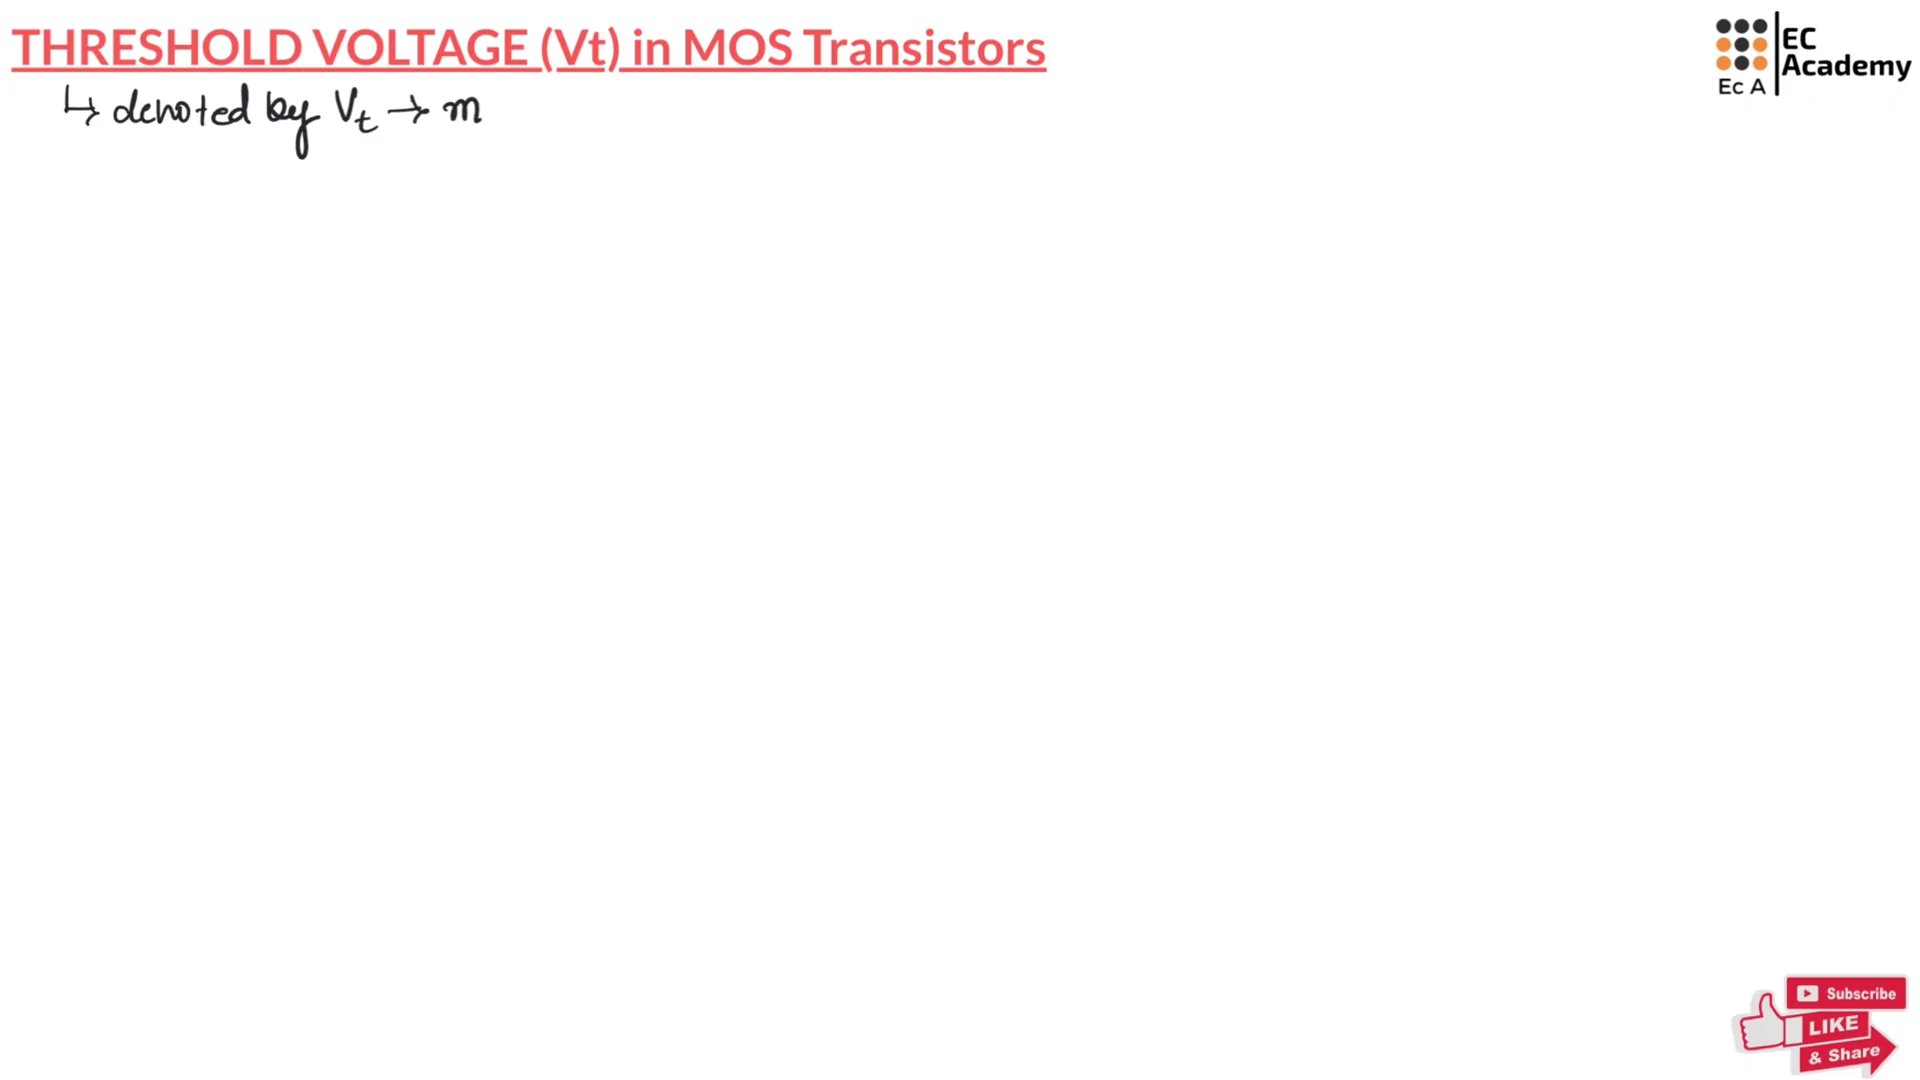 THRESHOLD VOLTAGE (Vt) in MOS Transistors
EC
Academy
Ec A
↳ denoted by Vt → m
Subscribe
LIKE
& Share